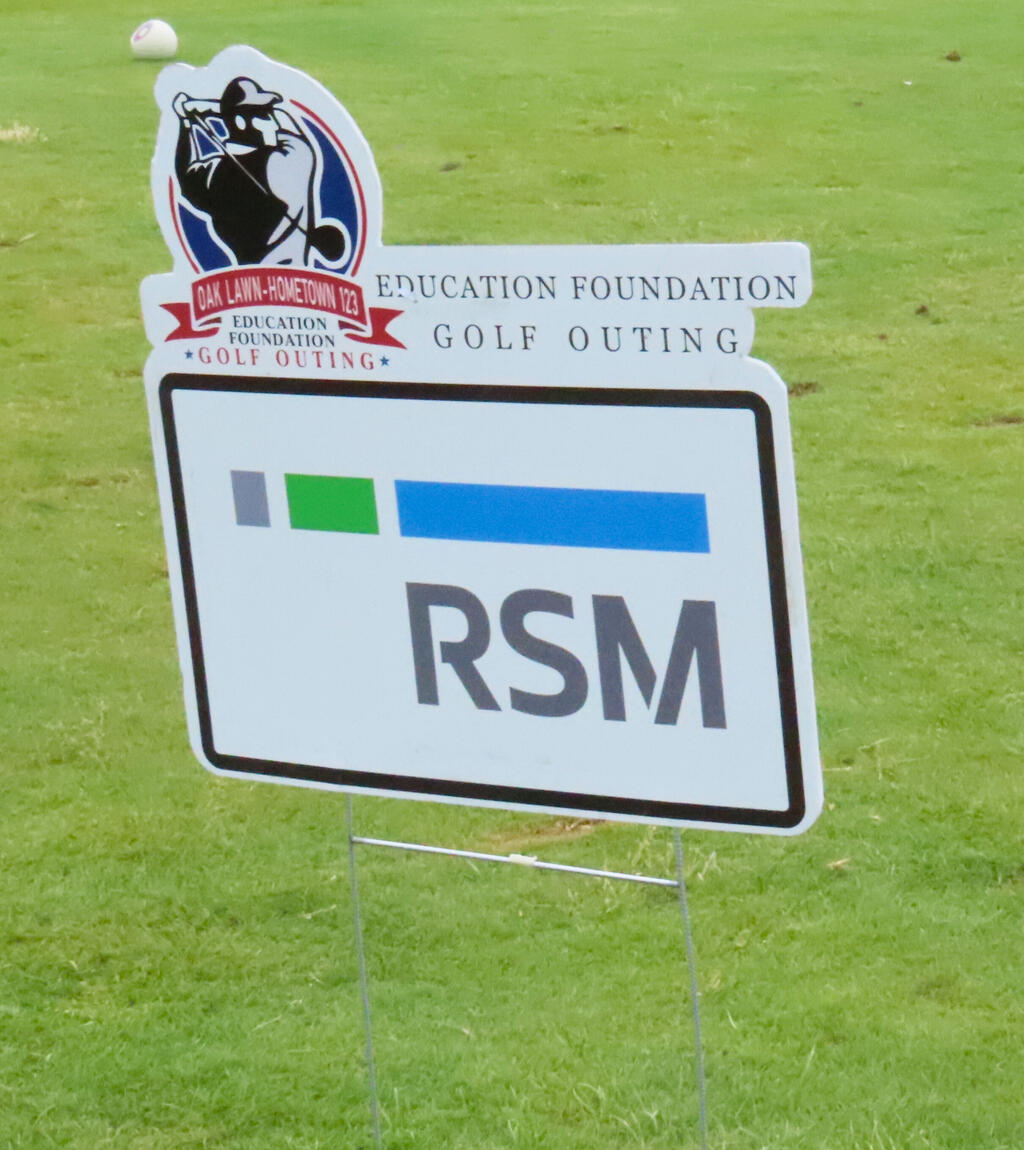 OAK LAWN-HOMETOWN 123
EDUCATION
FOUNDATION
GOLF OUTING
EDUCATION FOUNDATION
GOLF OUTING
RSM